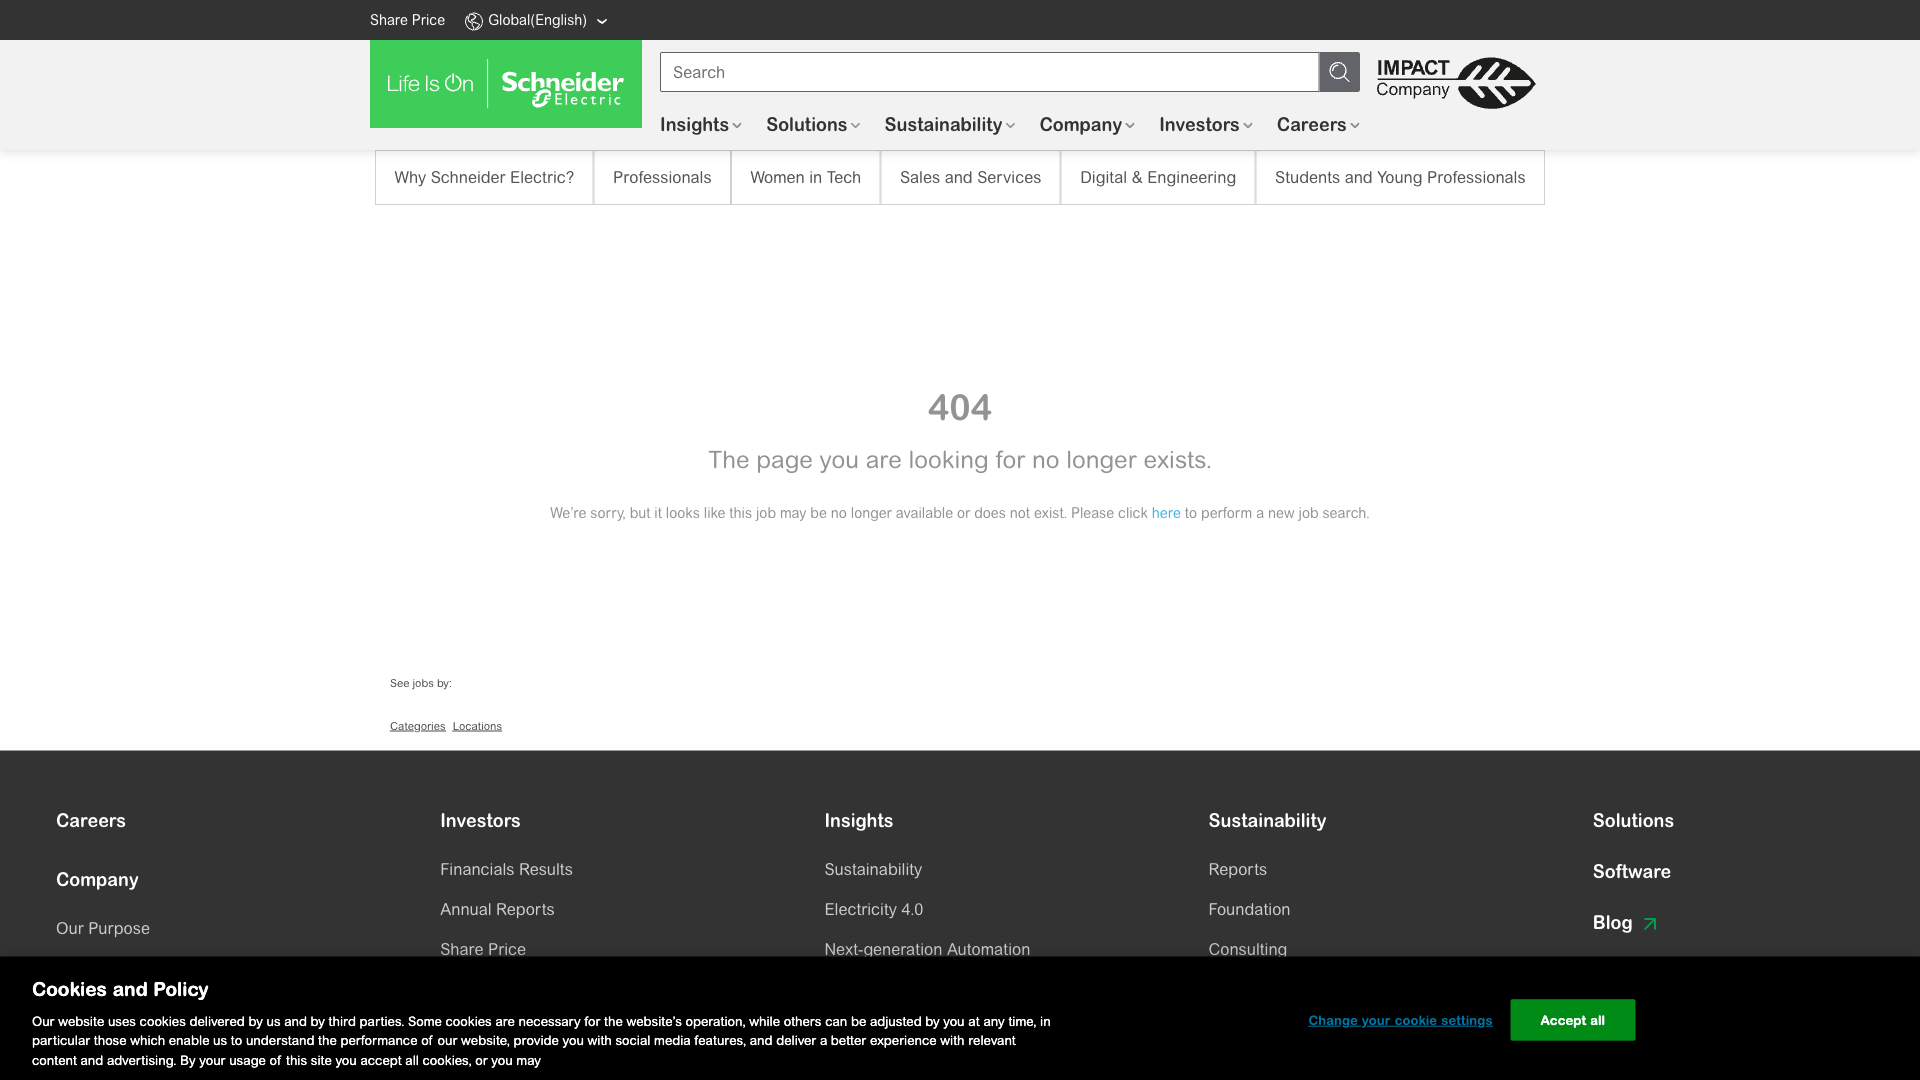 Share Price Global(English)
Life Is On Schneider Electric
Search
IMPACT Company
Insights Solutions Sustainability Company Investors Careers
Why Schneider Electric? Professionals Women in Tech Sales and Services Digital & Engineering Students and Young Professionals
404
The page you are looking for no longer exists.
We're sorry, but it looks like this job may be no longer available or does not exist. Please click here to perform a new job search.
See jobs by:
Categories Locations
Careers
Company
Our Purpose
Investors
Financials Results
Annual Reports
Share Price
Insights
Sustainability
Electricity 4.0
Next-generation Automation
Sustainability
Reports
Foundation
Consulting
Solutions
Software
Blog
Cookies and Policy
Our website uses cookies delivered by us and by third parties. Some cookies are necessary for the website's operation, while others can be adjusted by you at any time, in
particular those which enable us to understand the performance of our website, provide you with social media features, and deliver a better experience with relevant
content and advertising. By your usage of this site you accept all cookies, or you may
Change your cookie settings
Accept all